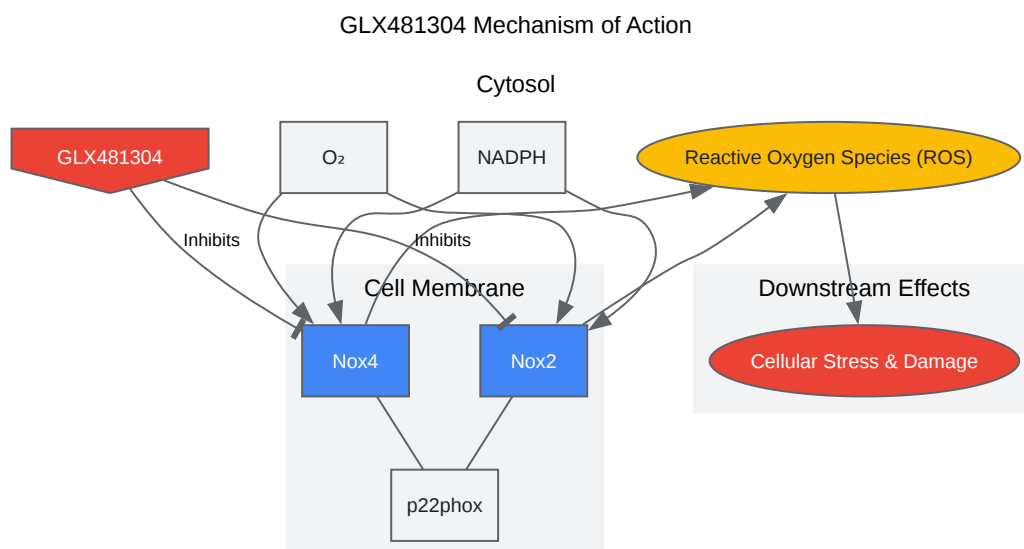 GLX481304 Mechanism of Action
Cytosol
GLX481304
O₂
NADPH
Reactive Oxygen Species (ROS)
Inhibits
Inhibits
Cell Membrane
Downstream Effects
Nox4
Nox2
Cellular Stress & Damage
p22phox